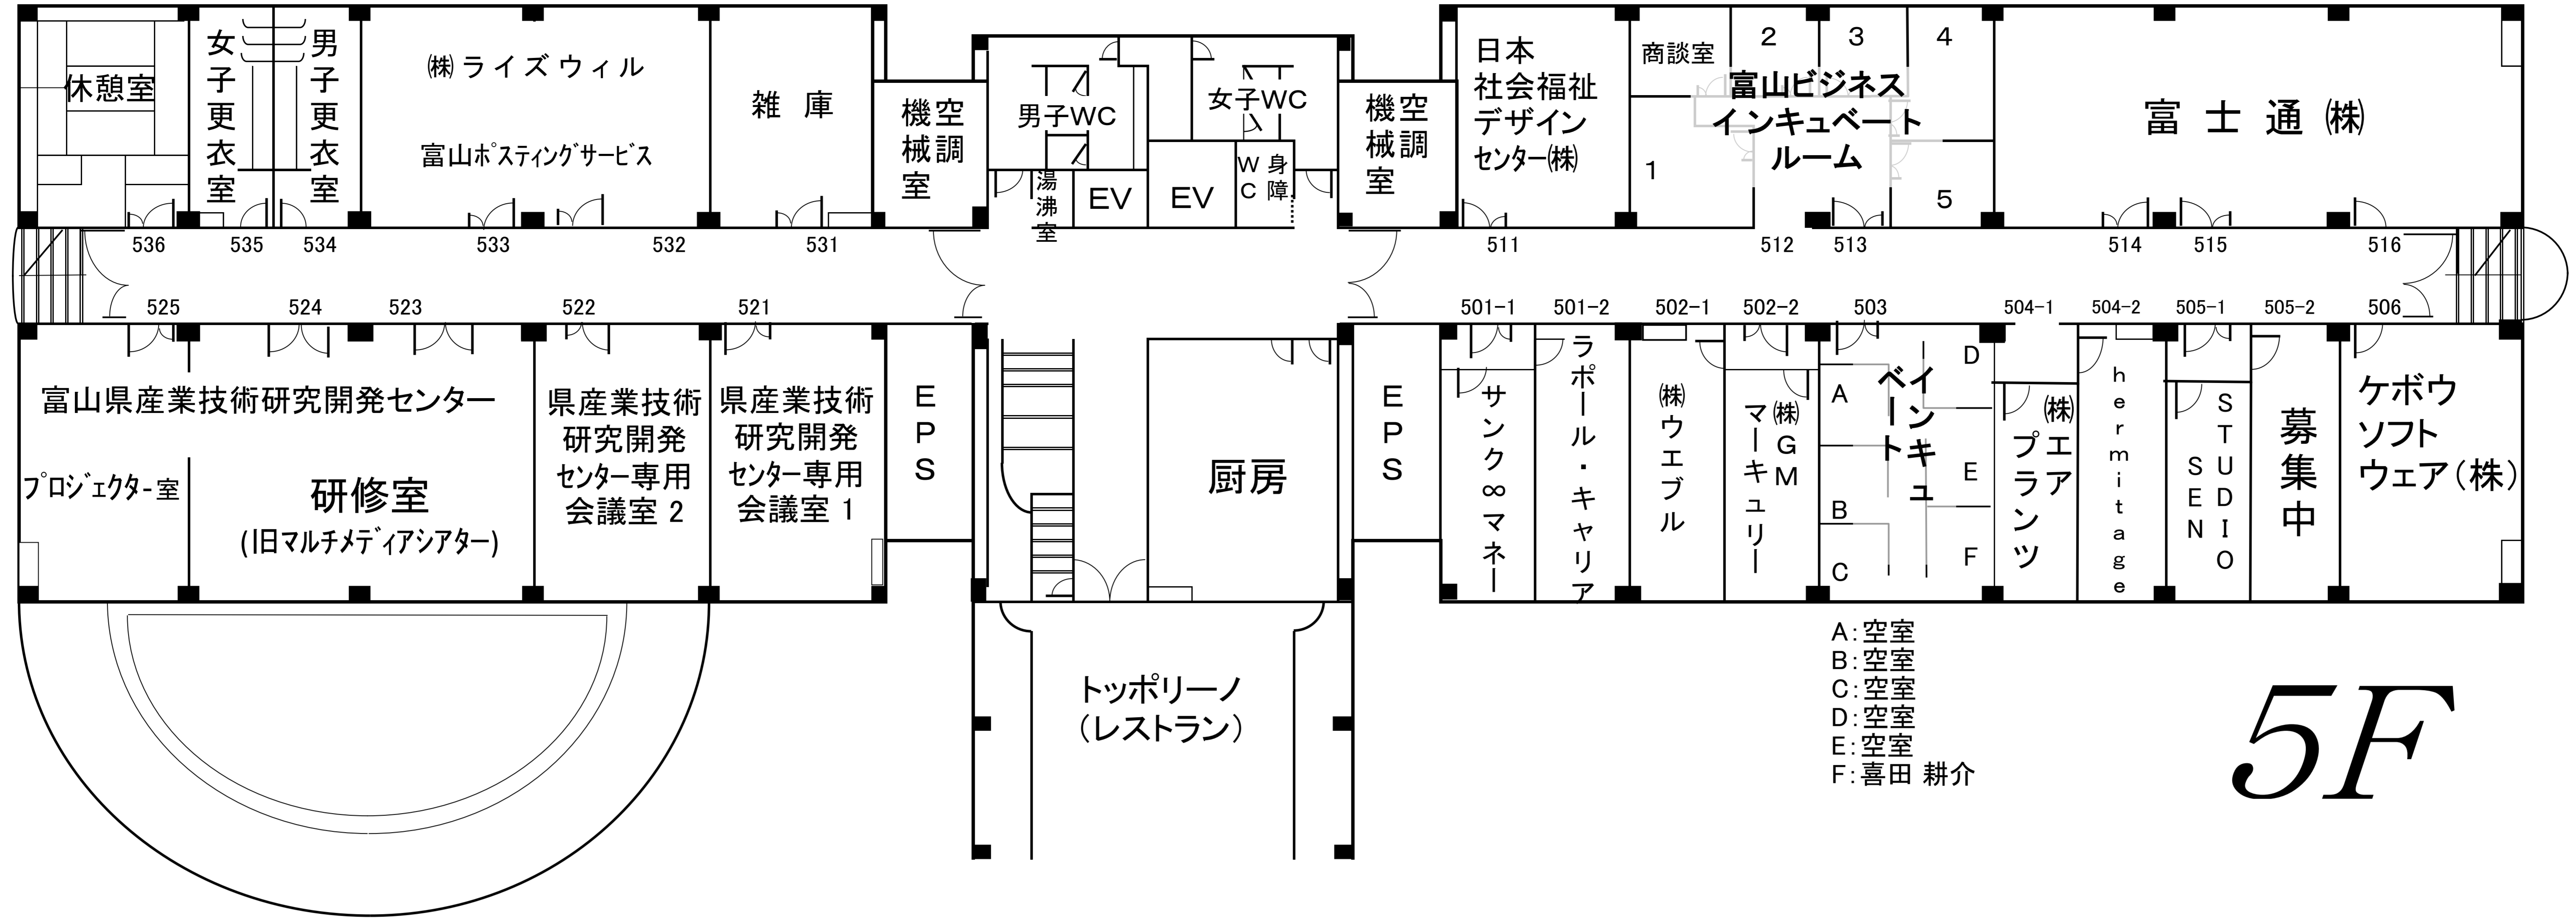 休憩室
女子更衣室
男子更衣室
㈱ライズウィル
富山ﾎﾟｽﾃｨﾝｸﾞｻｰﾋﾞｽ
雑 庫
空調
機械室
男子WC
女子WC
湯沸室
EV
EV
身障
WC
空調
機械室
日本
社会福祉
デザイン
センター㈱
商談室
1
2
3
4
5
富山ビジネス
インキュベート
ルーム
富 士 通 ㈱
536
535
534
533
532
531
511
512
513
514
515
516
525
524
523
522
521
501-1
501-2
502-1
502-2
503
504-1
504-2
505-1
505-2
506
富山県産業技術研究開発センター
プロジェクター室
研修室
(旧マルチメディアシアター)
県産業技術
研究開発
センター専用
会議室 2
県産業技術
研究開発
センター専用
会議室 1
EPS
厨房
EPS
サンク∞マネー
ラポール・キャリア
㈱ウエブル
㈱GM
マーキュリー
インキュ
ベート
A
B
C
D
E
F
㈱エア
プランツ
hermitage
STUDIO
SEN
募集中
ケボウ
ソフト
ウェア(株)
トッポリーノ
(レストラン)
A:空室
B:空室
C:空室
D:空室
E:空室
F:喜田 耕介
5F